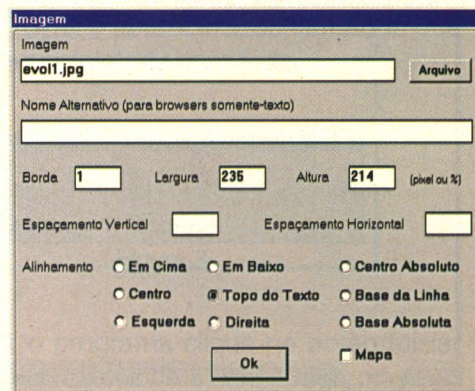 Imagem
Imagem
evol1.jpg
Arquivo
Nome Alternativo (para browsers somente-texto)
Borda 1 Largura 235 Altura 214 (pixel ou %)
Espaçamento Vertical Espaçamento Horizontal
Alinhamento Em Cima Em Baixo Centro Absoluto
Centro Topo do Texto Base da Linha
Esquerda Direita Base Absoluta
Ok Mapa